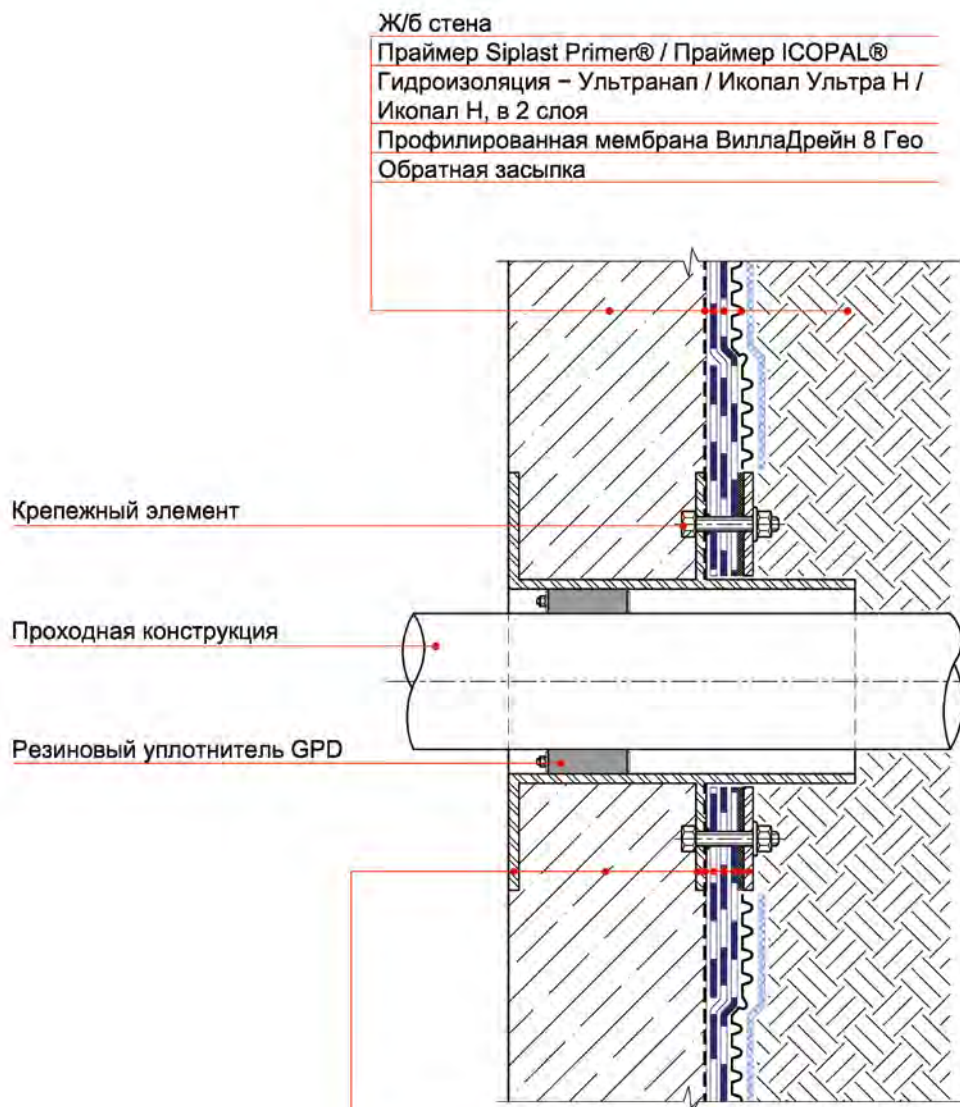 Ж/б стена
Праймер Siplast Primer® / Праймер ICOPAL®
Гидроизоляция – Ультранап / Икопал Ультра Н /
Икопал Н, в 2 слоя
Профилированная мембрана ВиллаДрейн 8 Гео
Обратная засыпка
Крепежный элемент
Проходная конструкция
Резиновый уплотнитель GPD